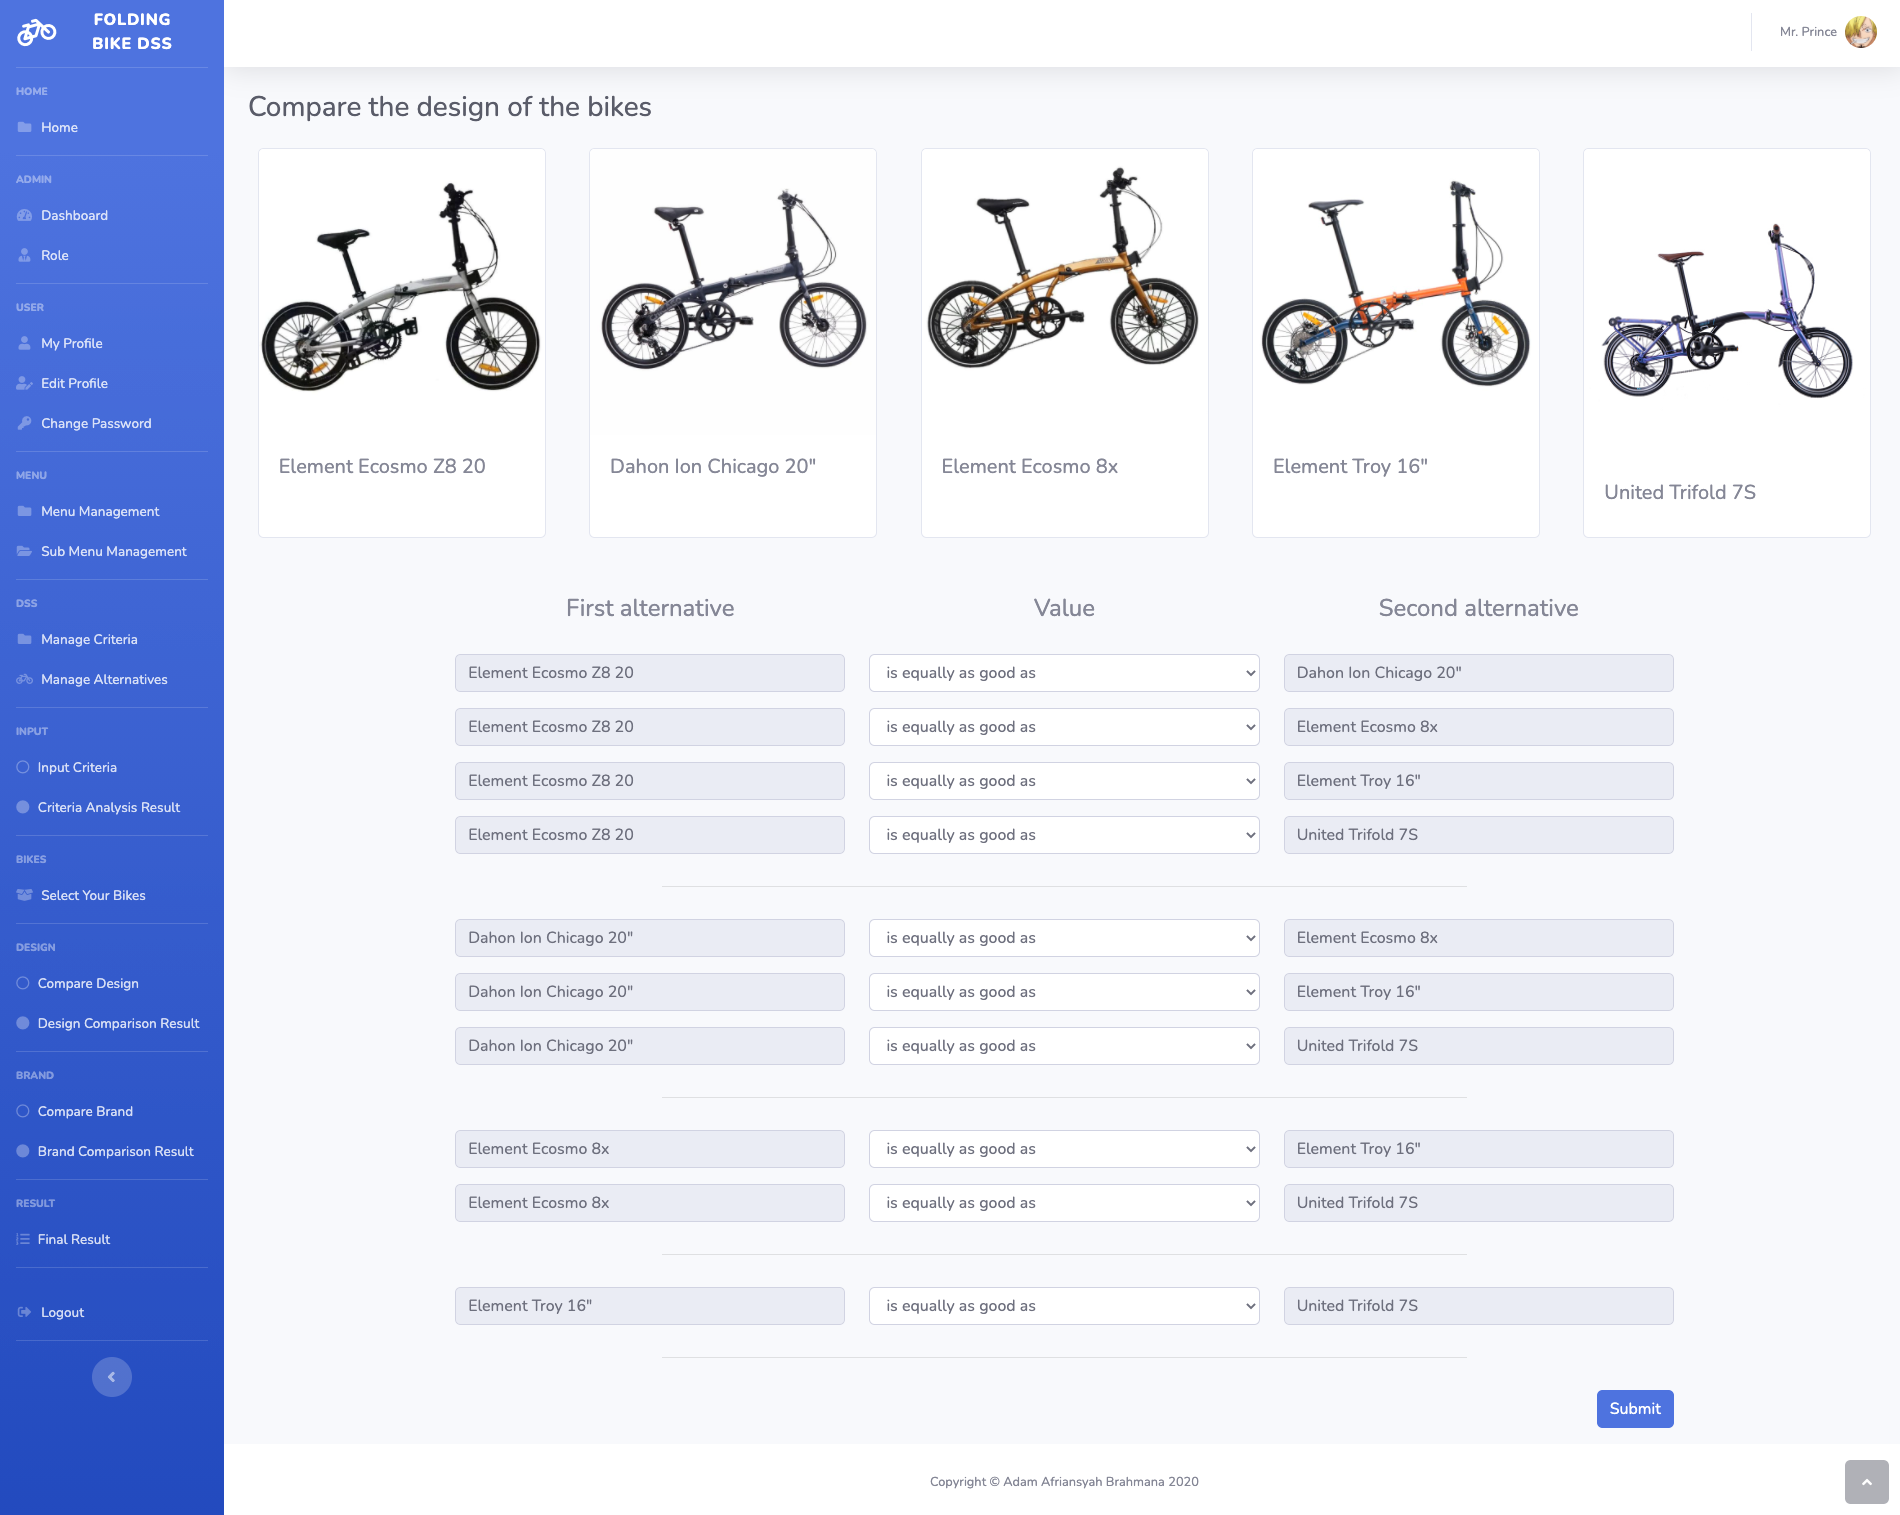 FOLDING
BIKE DSS
Mr. Prince
HOME
Home
ADMIN
Dashboard
Role
USER
My Profile
Edit Profile
Change Password
MENU
Menu Management
Sub Menu Management
DSS
Manage Criteria
Manage Alternatives
INPUT
Input Criteria
Criteria Analysis Result
BIKES
Select Your Bikes
DESIGN
Compare Design
Design Comparison Result
BRAND
Compare Brand
Brand Comparison Result
RESULT
Final Result
Logout
Compare the design of the bikes
Element Ecosmo Z8 20
Dahon Ion Chicago 20"
Element Ecosmo 8x
Element Troy 16"
United Trifold 7S
First alternative Value Second alternative
Element Ecosmo Z8 20 is equally as good as Dahon Ion Chicago 20"
Element Ecosmo Z8 20 is equally as good as Element Ecosmo 8x
Element Ecosmo Z8 20 is equally as good as Element Troy 16"
Element Ecosmo Z8 20 is equally as good as United Trifold 7S
Dahon Ion Chicago 20" is equally as good as Element Ecosmo 8x
Dahon Ion Chicago 20" is equally as good as Element Troy 16"
Dahon Ion Chicago 20" is equally as good as United Trifold 7S
Element Ecosmo 8x is equally as good as Element Troy 16"
Element Ecosmo 8x is equally as good as United Trifold 7S
Element Troy 16" is equally as good as United Trifold 7S
Submit
Copyright © Adam Afriansyah Brahmana 2020